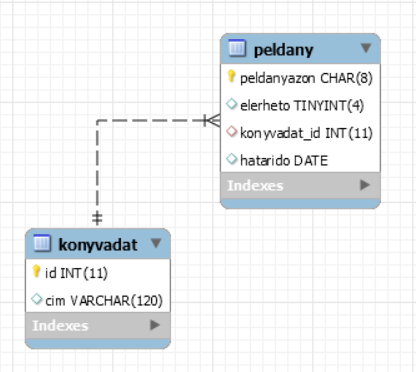 peldany
peldanyazon CHAR(8)
elerheto TINYINT(4)
konyvadat_id INT(11)
hatarido DATE
Indexes
konyvadat
id INT(11)
cim VARCHAR(120)
Indexes